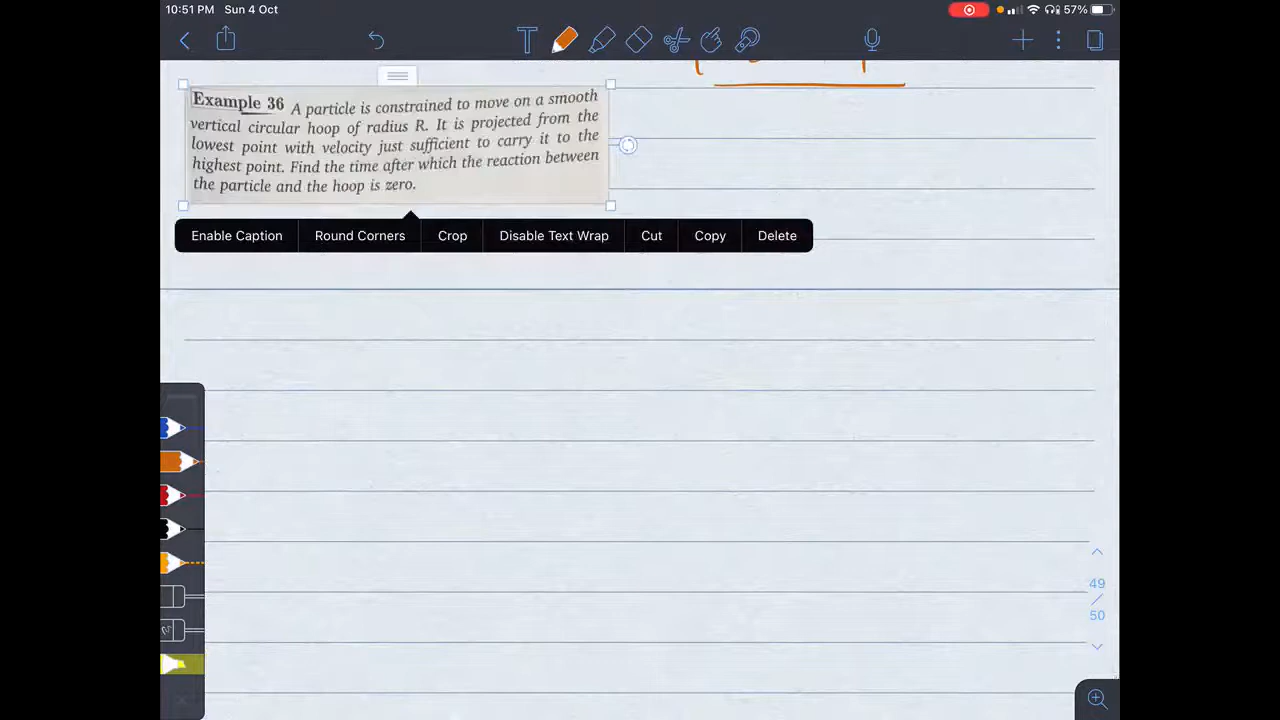 10:51 PM Sun 4 Oct 57%
Example 36 A particle is constrained to move on a smooth
vertical circular hoop of radius R. It is projected from the
lowest point with velocity just sufficient to carry it to the
highest point. Find the time after which the reaction between
the particle and the hoop is zero.
Enable Caption Round Corners Crop Disable Text Wrap Cut Copy Delete
49
50